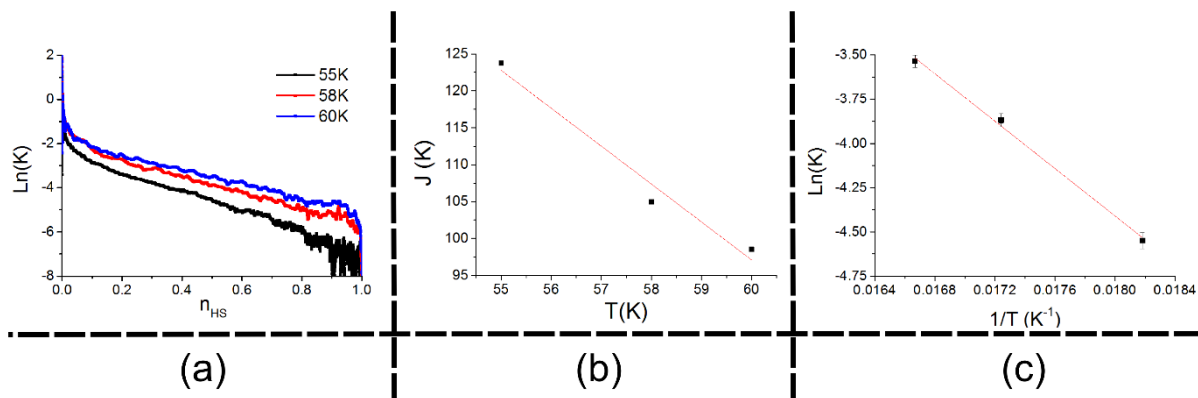 2
0
-2
-4
-6
-8
0.0 0.2 0.4 0.6 0.8 1.0
Ln(K)
nHS
55K
58K
60K
(a)
125
120
115
110
105
100
95
55 56 57 58 59 60
J (K)
T(K)
(b)
-3.50
-3.75
-4.00
-4.25
-4.50
-4.75
0.0164 0.0168 0.0172 0.0176 0.0180 0.0184
Ln(K)
1/T (K⁻¹)
(c)